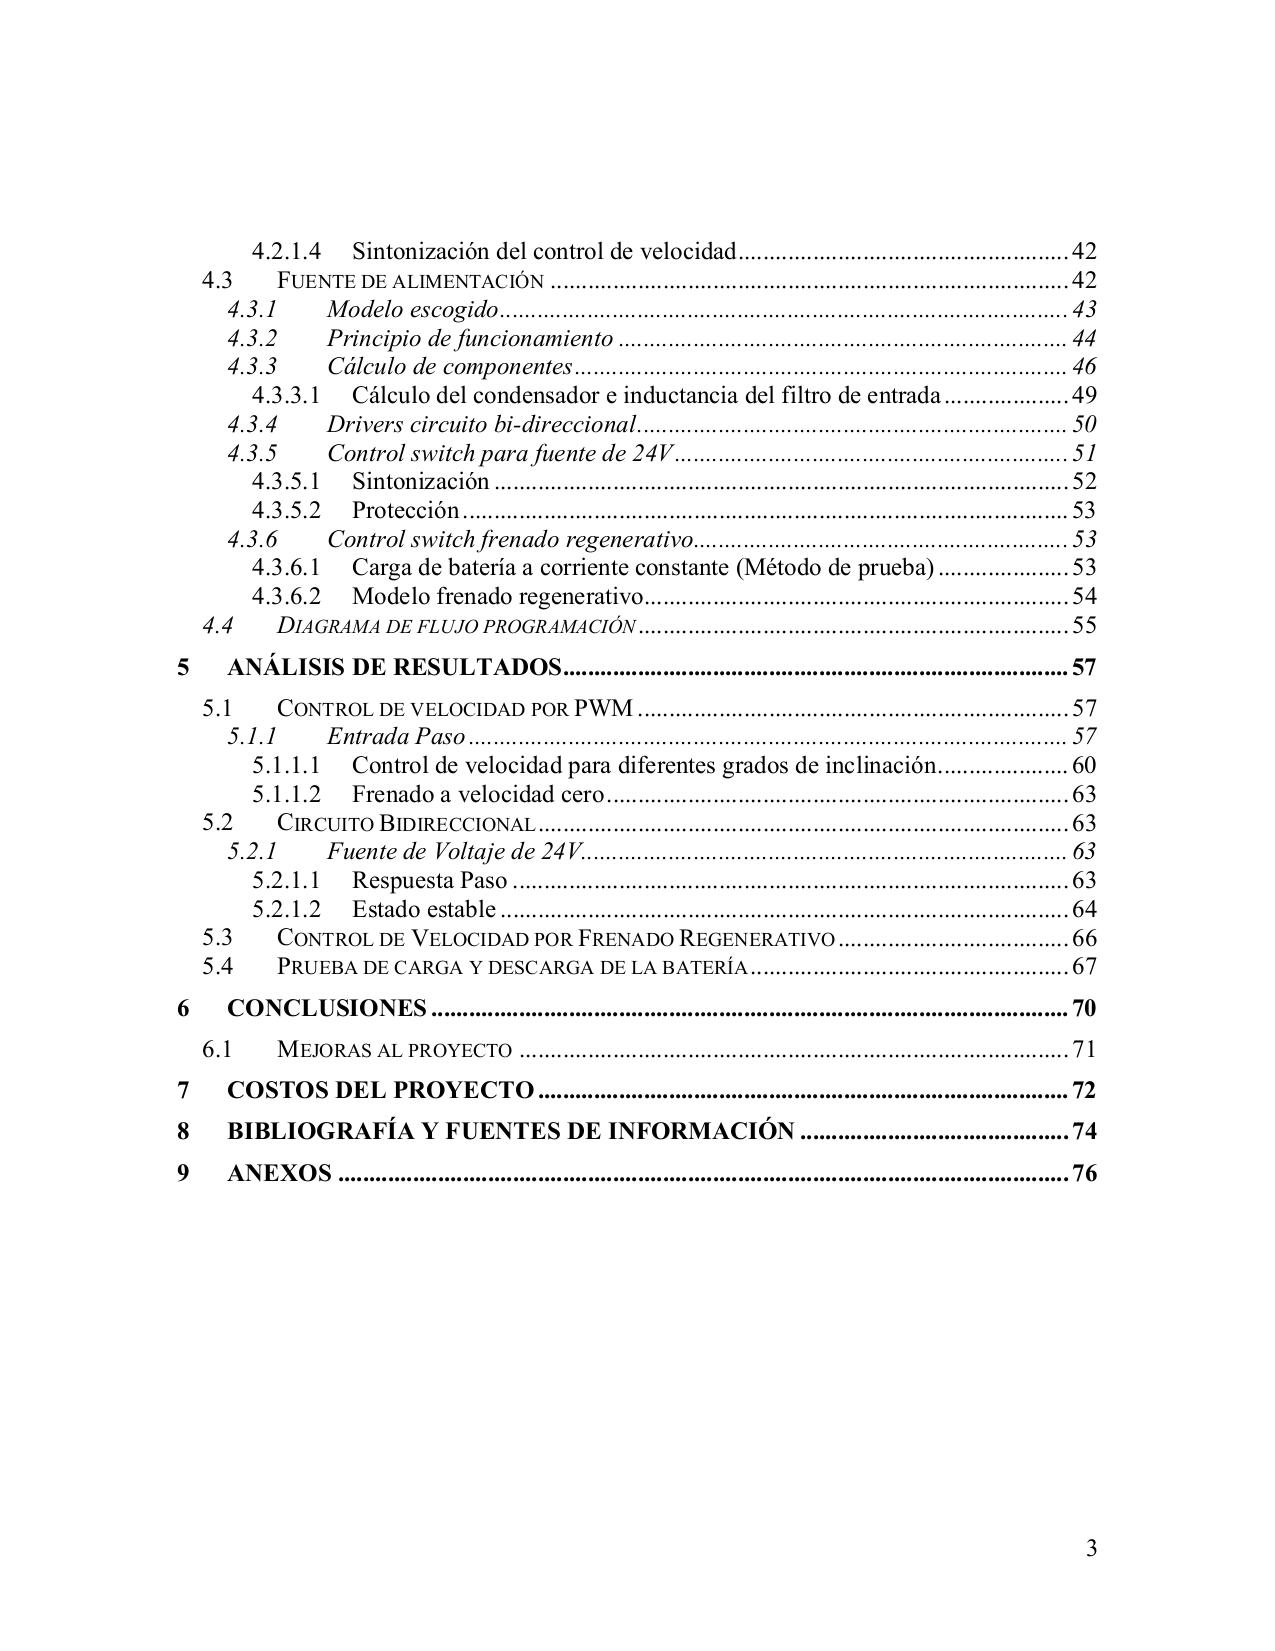 4.2.1.4 Sintonización del control de velocidad.....................................................42
4.3 FUENTE DE ALIMENTACIÓN ...................................................................................42
4.3.1 Modelo escogido...........................................................................................43
4.3.2 Principio de funcionamiento ........................................................................44
4.3.3 Cálculo de componentes...............................................................................46
4.3.3.1 Cálculo del condensador e inductancia del filtro de entrada....................49
4.3.4 Drivers circuito bi-direccional.....................................................................50
4.3.5 Control switch para fuente de 24V...............................................................51
4.3.5.1 Sintonización ............................................................................................52
4.3.5.2 Protección.................................................................................................53
4.3.6 Control switch frenado regenerativo............................................................53
4.3.6.1 Carga de batería a corriente constante (Método de prueba).....................53
4.3.6.2 Modelo frenado regenerativo....................................................................54
4.4 DIAGRAMA DE FLUJO PROGRAMACIÓN.....................................................................55
5 ANÁLISIS DE RESULTADOS.................................................................................57
5.1 CONTROL DE VELOCIDAD POR PWM .....................................................................57
5.1.1 Entrada Paso................................................................................................57
5.1.1.1 Control de velocidad para diferentes grados de inclinación.....................60
5.1.1.2 Frenado a velocidad cero..........................................................................63
5.2 CIRCUITO BIDIRECCIONAL.....................................................................................63
5.2.1 Fuente de Voltaje de 24V..............................................................................63
5.2.1.1 Respuesta Paso .........................................................................................63
5.2.1.2 Estado estable ...........................................................................................64
5.3 CONTROL DE VELOCIDAD POR FRENADO REGENERATIVO.....................................66
5.4 PRUEBA DE CARGA Y DESCARGA DE LA BATERÍA...................................................67
6 CONCLUSIONES ......................................................................................................70
6.1 MEJORAS AL PROYECTO ........................................................................................71
7 COSTOS DEL PROYECTO.....................................................................................72
8 BIBLIOGRAFÍA Y FUENTES DE INFORMACIÓN ...........................................74
9 ANEXOS .....................................................................................................................76
3